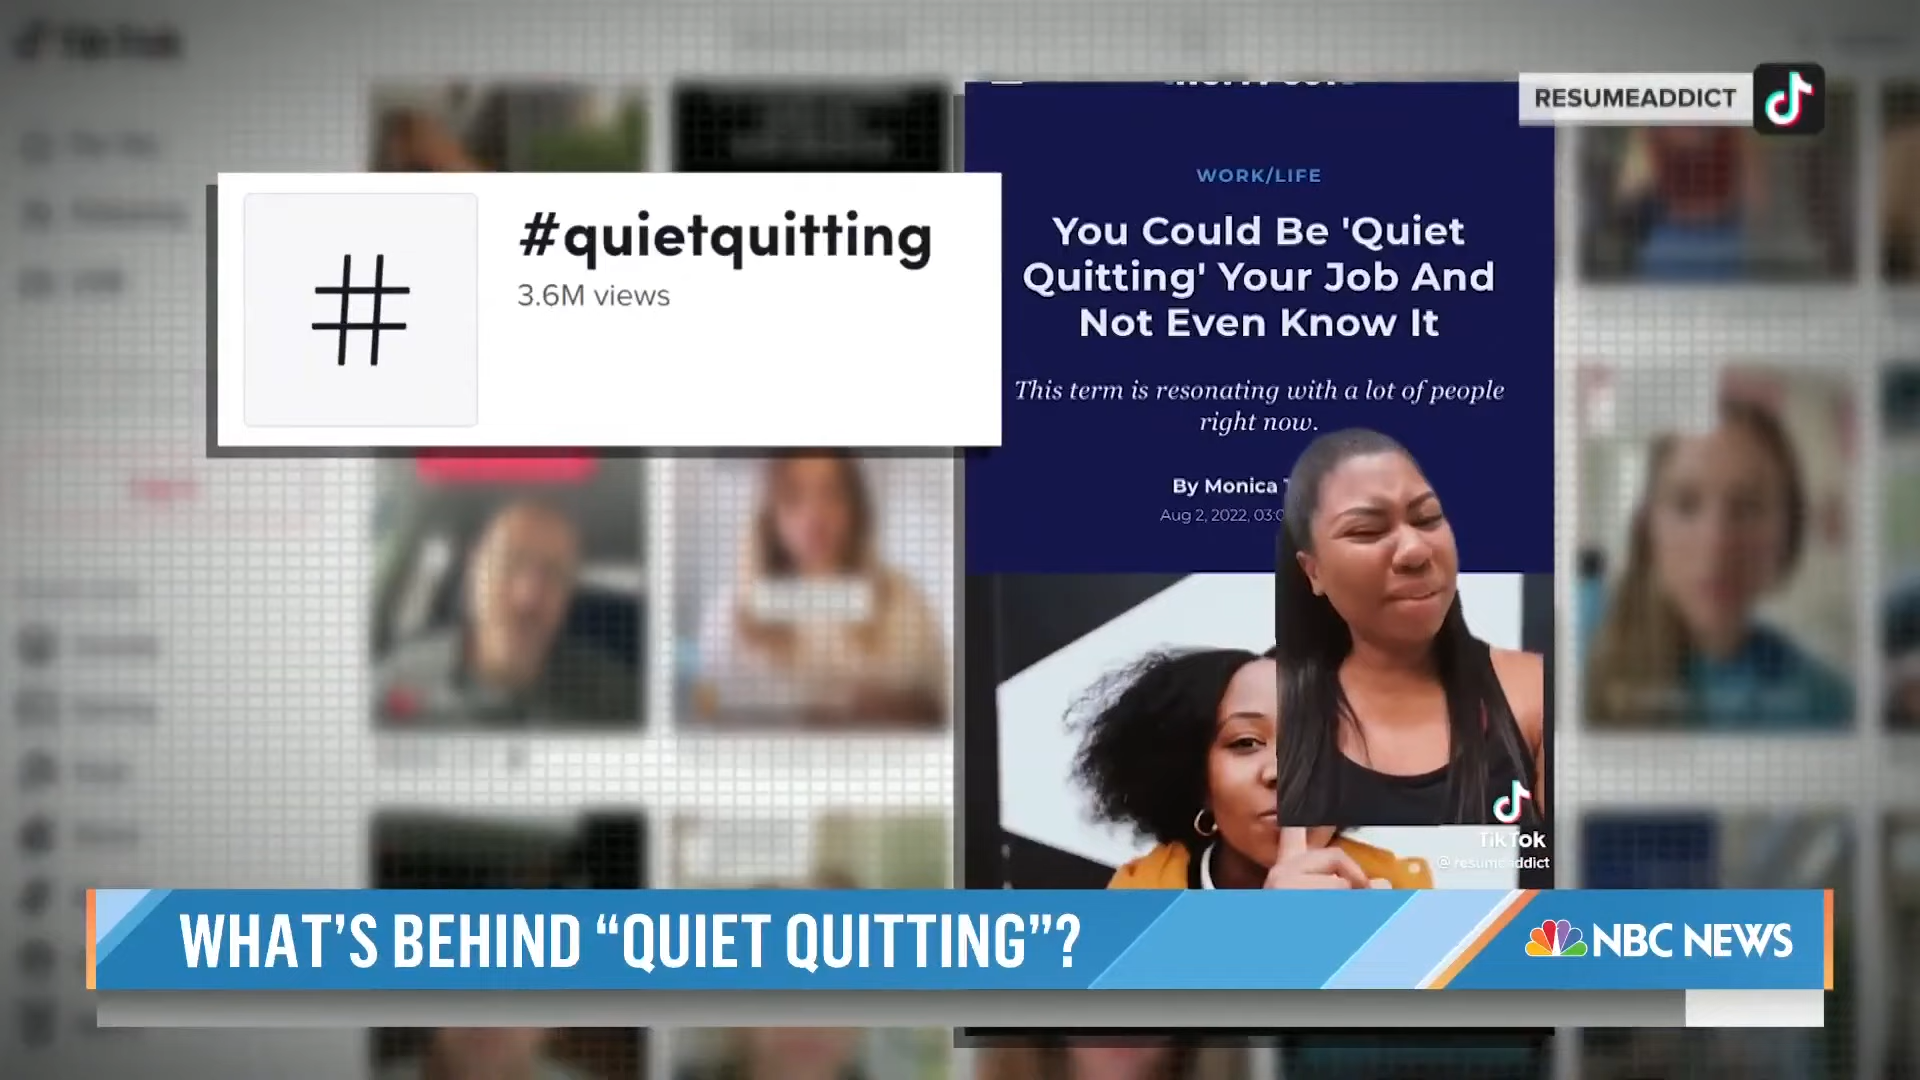 RESUMEADDICT
#quietquitting
3.6M views
WORK/LIFE
You Could Be 'Quiet
Quitting' Your Job And
Not Even Know It
This term is resonating with a lot of people
right now.
By Monica
Aug 2, 2022,
TikTok
@resumeaddict
WHAT'S BEHIND “QUIET QUITTING”?
NBC NEWS